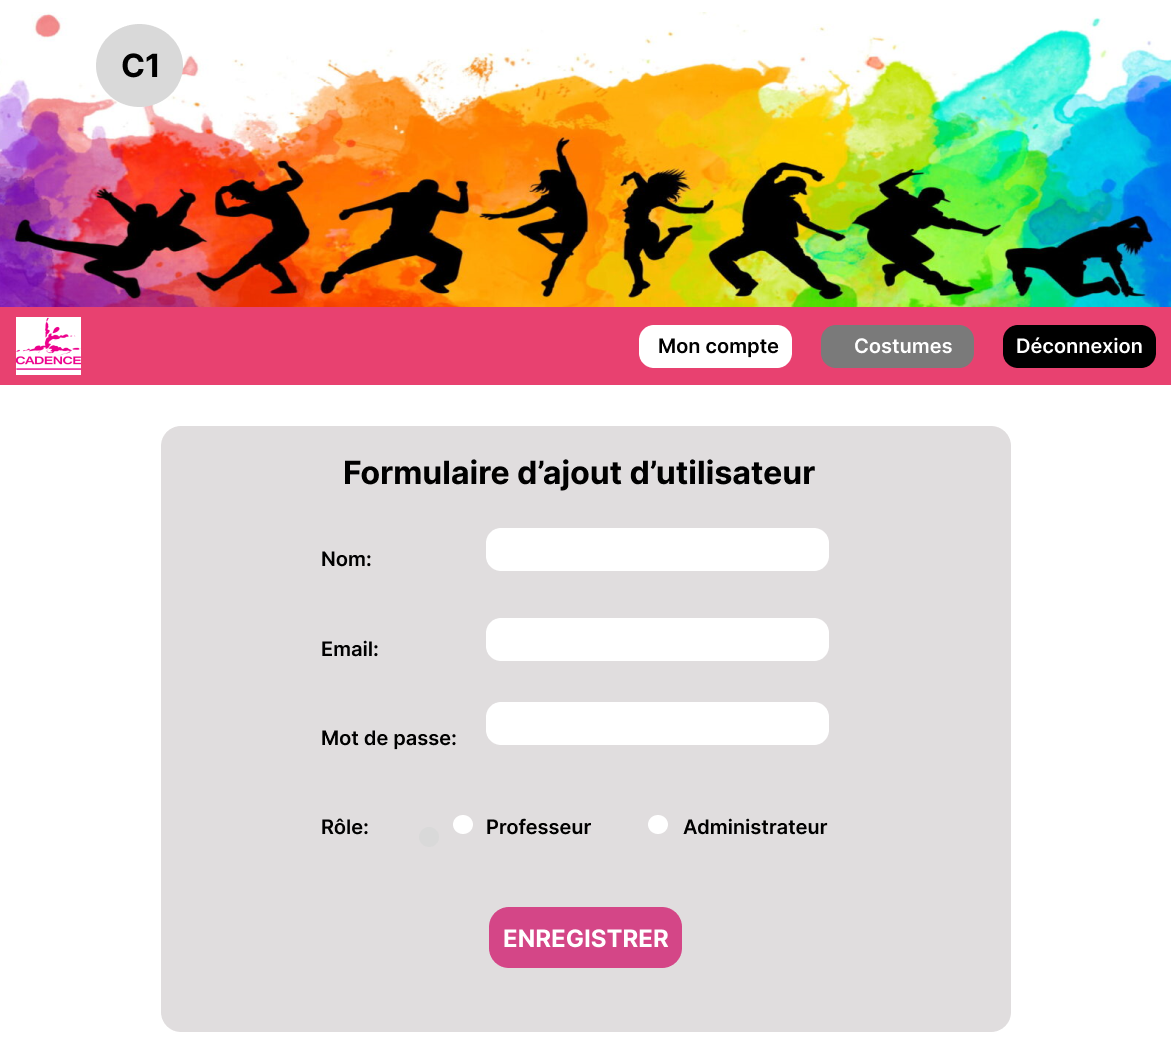 C1
CADENCE
Mon compte
Costumes
Déconnexion
Formulaire d’ajout d’utilisateur
Nom:
Email:
Mot de passe:
Rôle:
Professeur
Administrateur
ENREGISTRER